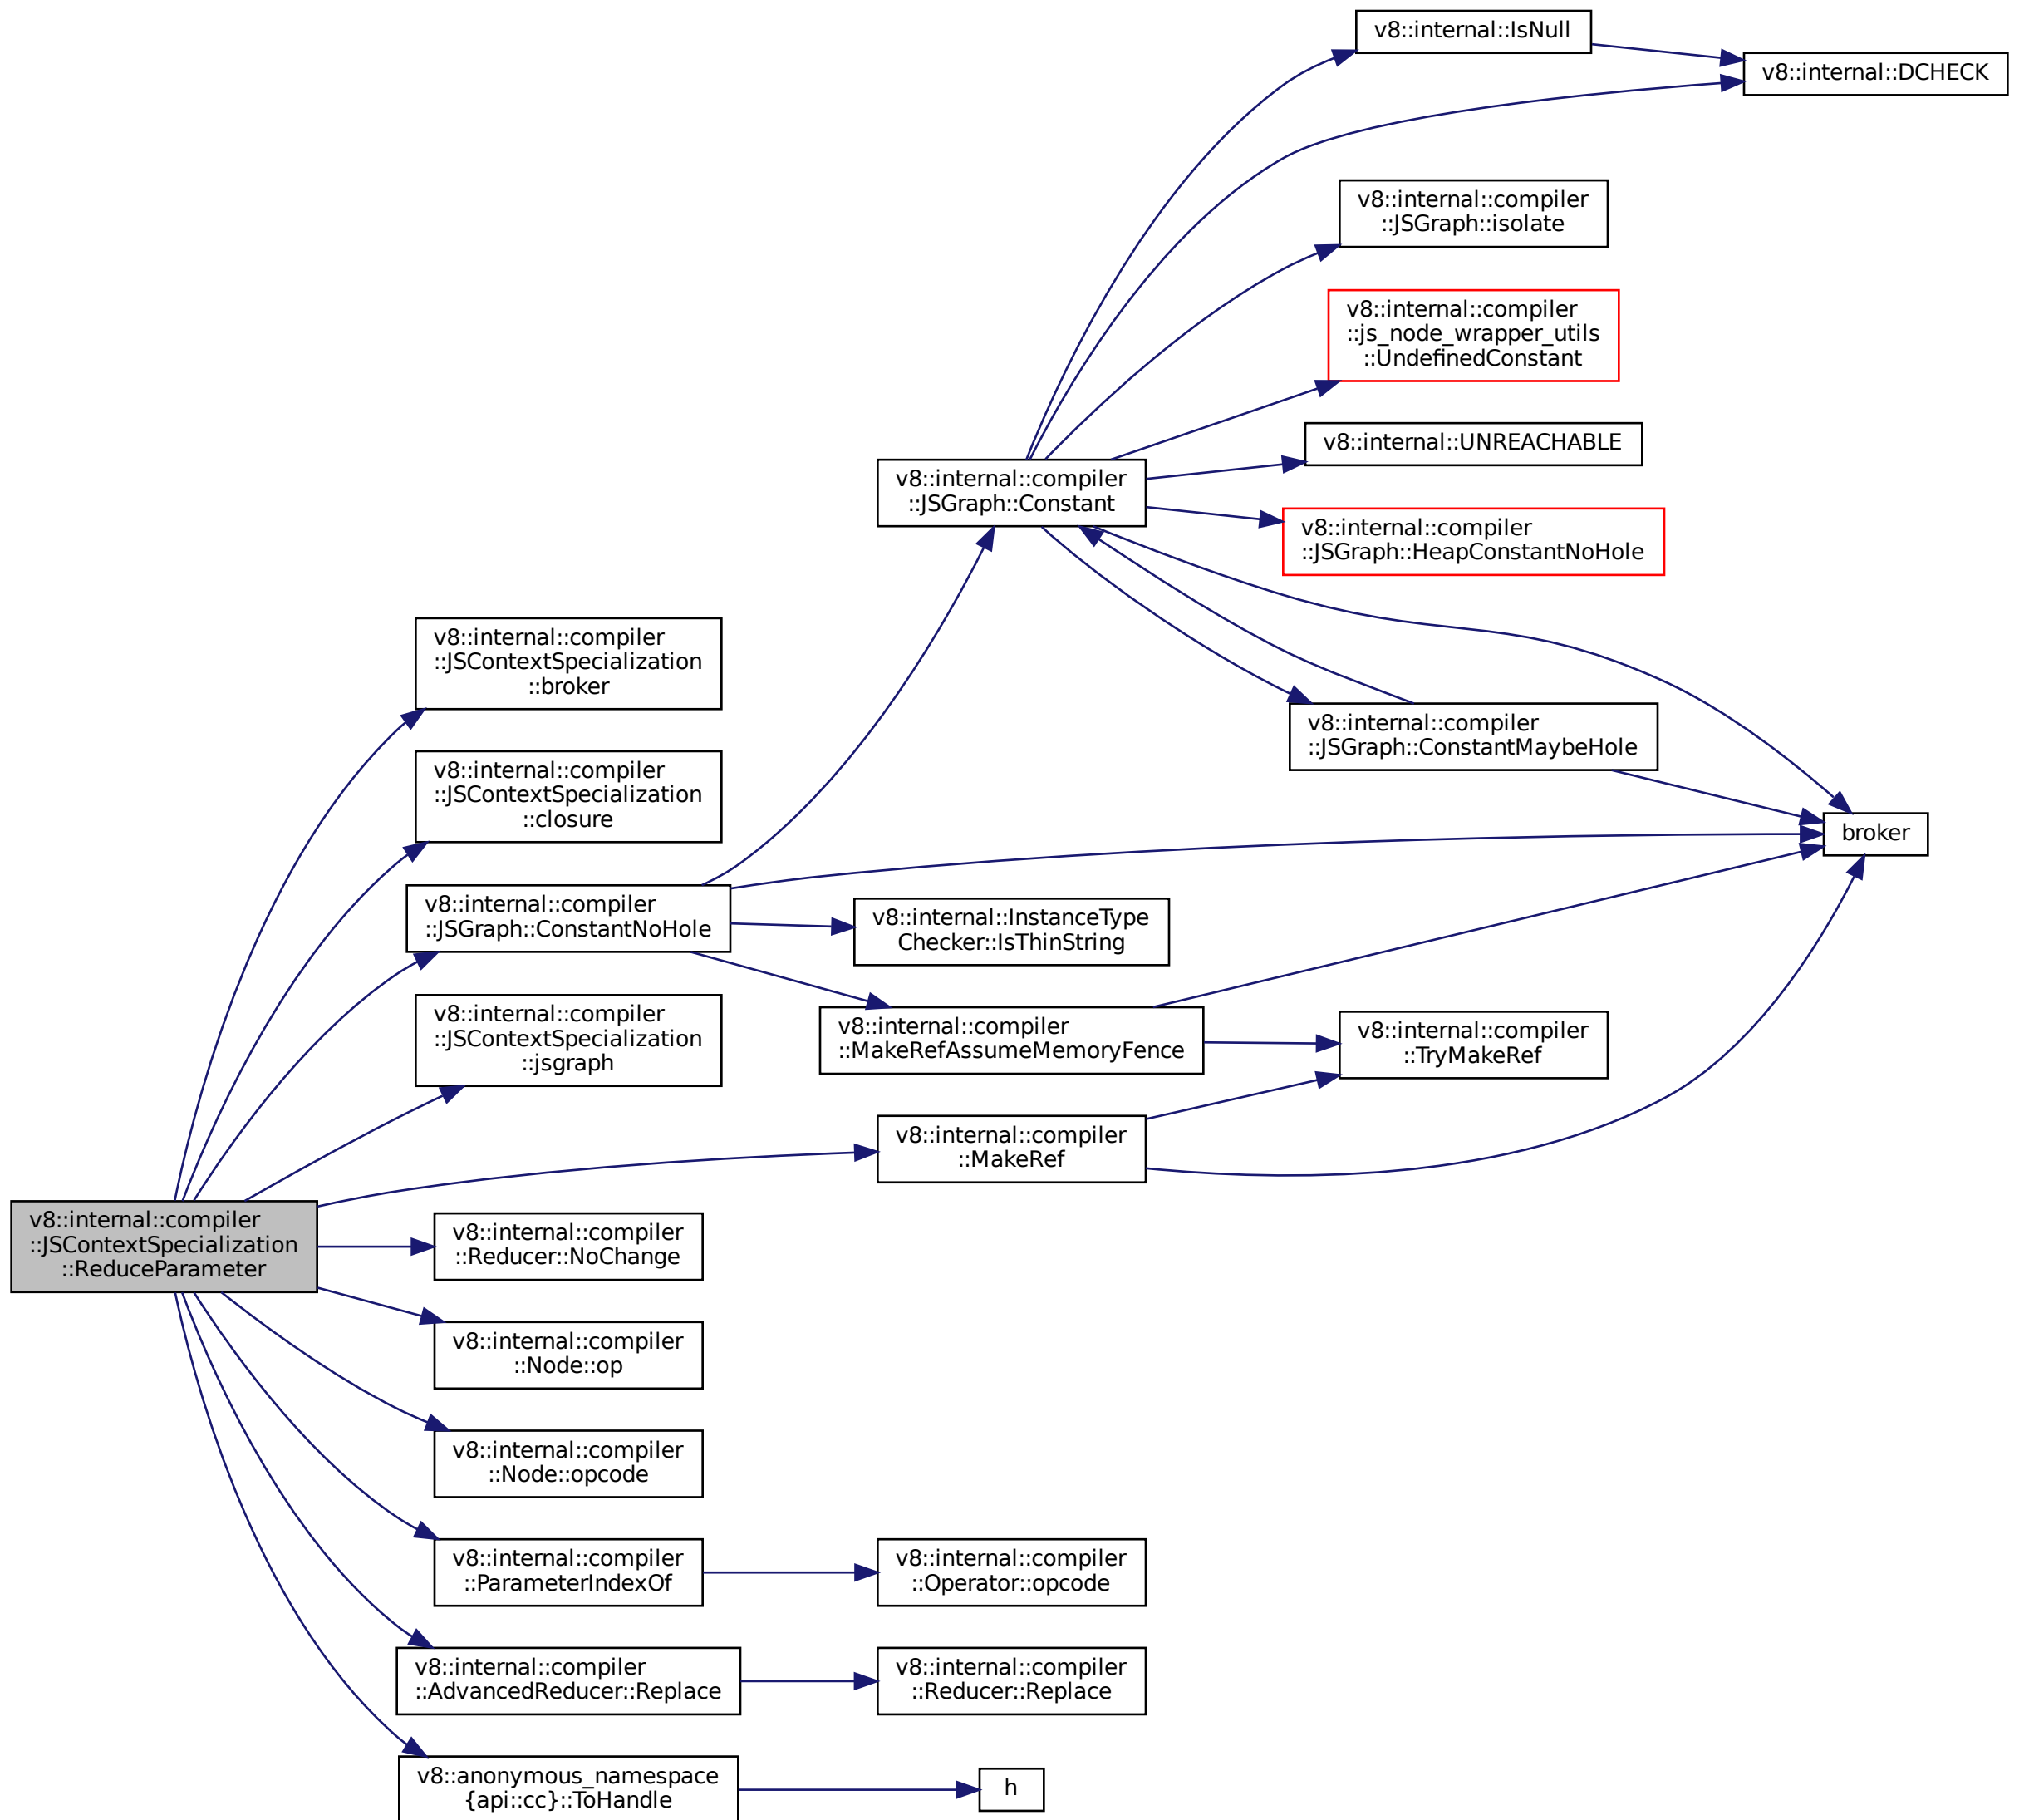 v8::internal::IsNull
v8::internal::DCHECK
v8::internal::compiler
::JSGraph::isolate
v8::internal::compiler
::js_node_wrapper_utils
::UndefinedConstant
v8::internal::UNREACHABLE
v8::internal::compiler
::JSGraph::Constant
v8::internal::compiler
::JSGraph::HeapConstantNoHole
v8::internal::compiler
::JSContextSpecialization
::broker
v8::internal::compiler
::JSGraph::ConstantMaybeHole
v8::internal::compiler
::JSContextSpecialization
::closure
broker
v8::internal::compiler
::JSGraph::ConstantNoHole
v8::internal::InstanceType
Checker::IsThinString
v8::internal::compiler
::JSContextSpecialization
::jsgraph
v8::internal::compiler
::MakeRefAssumeMemoryFence
v8::internal::compiler
::TryMakeRef
v8::internal::compiler
::MakeRef
v8::internal::compiler
::JSContextSpecialization
::ReduceParameter
v8::internal::compiler
::Reducer::NoChange
v8::internal::compiler
::Node::op
v8::internal::compiler
::Node::opcode
v8::internal::compiler
::ParameterIndexOf
v8::internal::compiler
::Operator::opcode
v8::internal::compiler
::AdvancedReducer::Replace
v8::internal::compiler
::Reducer::Replace
v8::anonymous_namespace
{api::cc}::ToHandle
h